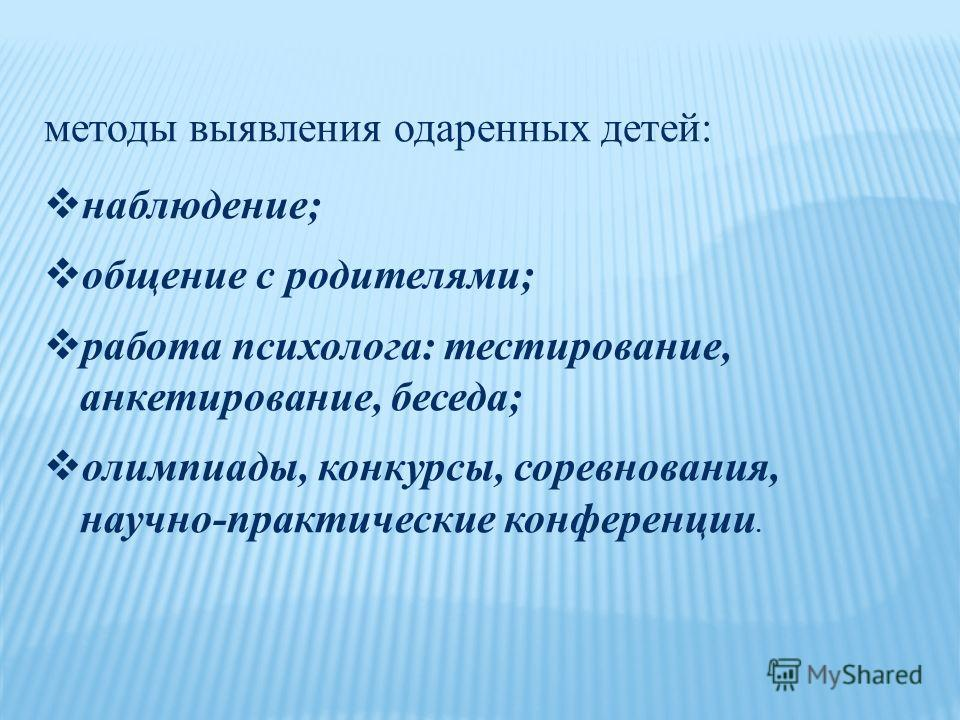 методы выявления одаренных детей:
❖наблюдение;
❖общение с родителями;
❖работа психолога: тестирование,
анкетирование, беседа;
❖олимпиады, конкурсы, соревнования,
научно-практические конференции.
MyShared